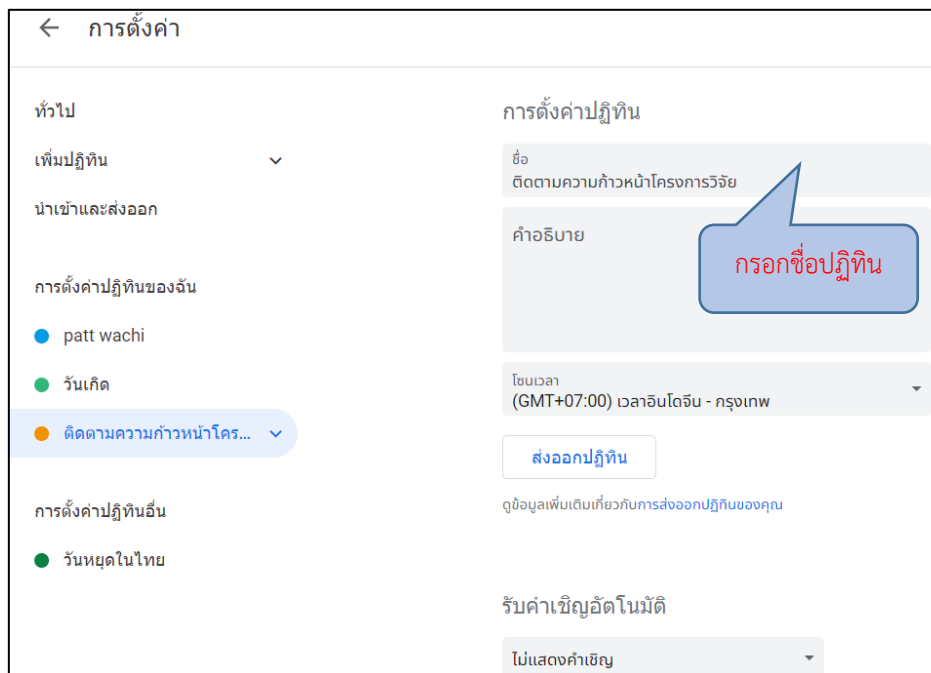 การตั้งค่า
ทั่วไป
เพิ่มปฏิทิน
นำเข้าและส่งออก
การตั้งค่าปฏิทินของฉัน
patt wachi
วันเกิด
ติดตามความก้าวหน้าโคร...
การตั้งค่าปฏิทินอื่น
วันหยุดในไทย
การตั้งค่าปฏิทิน
ชื่อ
ติดตามความก้าวหน้าโครงการวิจัย
คำอธิบาย
กรอกชื่อปฏิทิน
โซนเวลา
(GMT+07:00) เวลาอินโดจีน - กรุงเทพ
ส่งออกปฏิทิน
ดูข้อมูลเพิ่มเติมเกี่ยวกับการส่งออกปฏิทินของคุณ
รับคำเชิญอัตโนมัติ
ไม่แสดงคำเชิญ